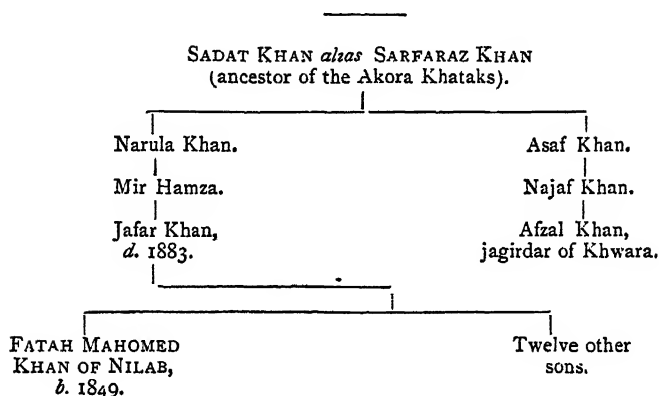 SADAT KHAN alias SARFARAZ KHAN
(ancestor of the Akora Khataks).
Narula Khan. Asaf Khan.
Mir Hamza. Najaf Khan.
Jafar Khan, Afzal Khan,
d. 1883. jagirdar of Khwara.
FATAH MAHOMED Twelve other
KHAN OF NILAB, sons.
b. 1849.